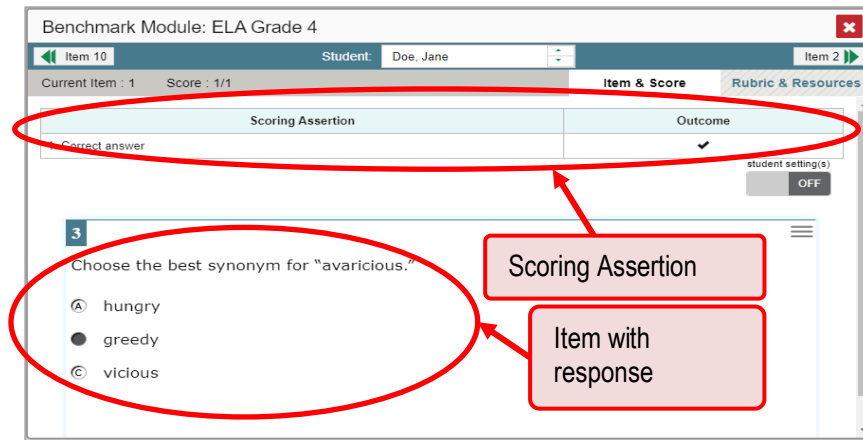 Benchmark Module: ELA Grade 4
Item 10 Student: Doe, Jane Item 2
Current Item : 1 Score : 1/1 Item & Score Rubric & Resources
Scoring Assertion Outcome
Correct answer
student setting(s)
OFF
3
Choose the best synonym for “avaricious.”
A hungry
greedy
C vicious
Scoring Assertion
Item with
response